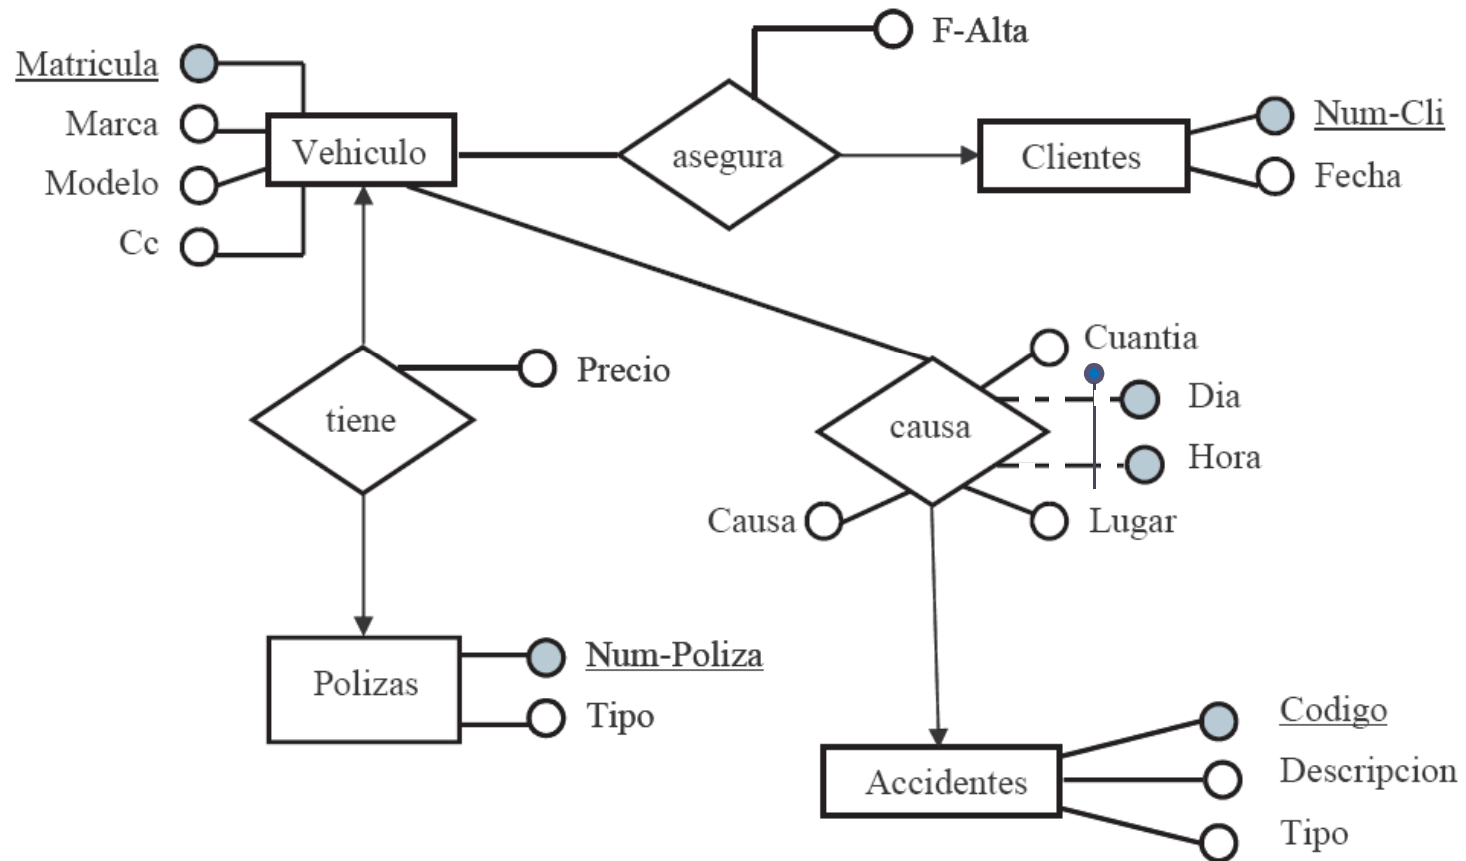 F-Alta
Matricula
Marca
Modelo
Cc
Vehiculo
asegura
Clientes
Num-Cli
Fecha
tiene
Precio
Cuantia
Dia
causa
Hora
Causa
Lugar
Polizas
Num-Poliza
Tipo
Accidentes
Codigo
Descripcion
Tipo